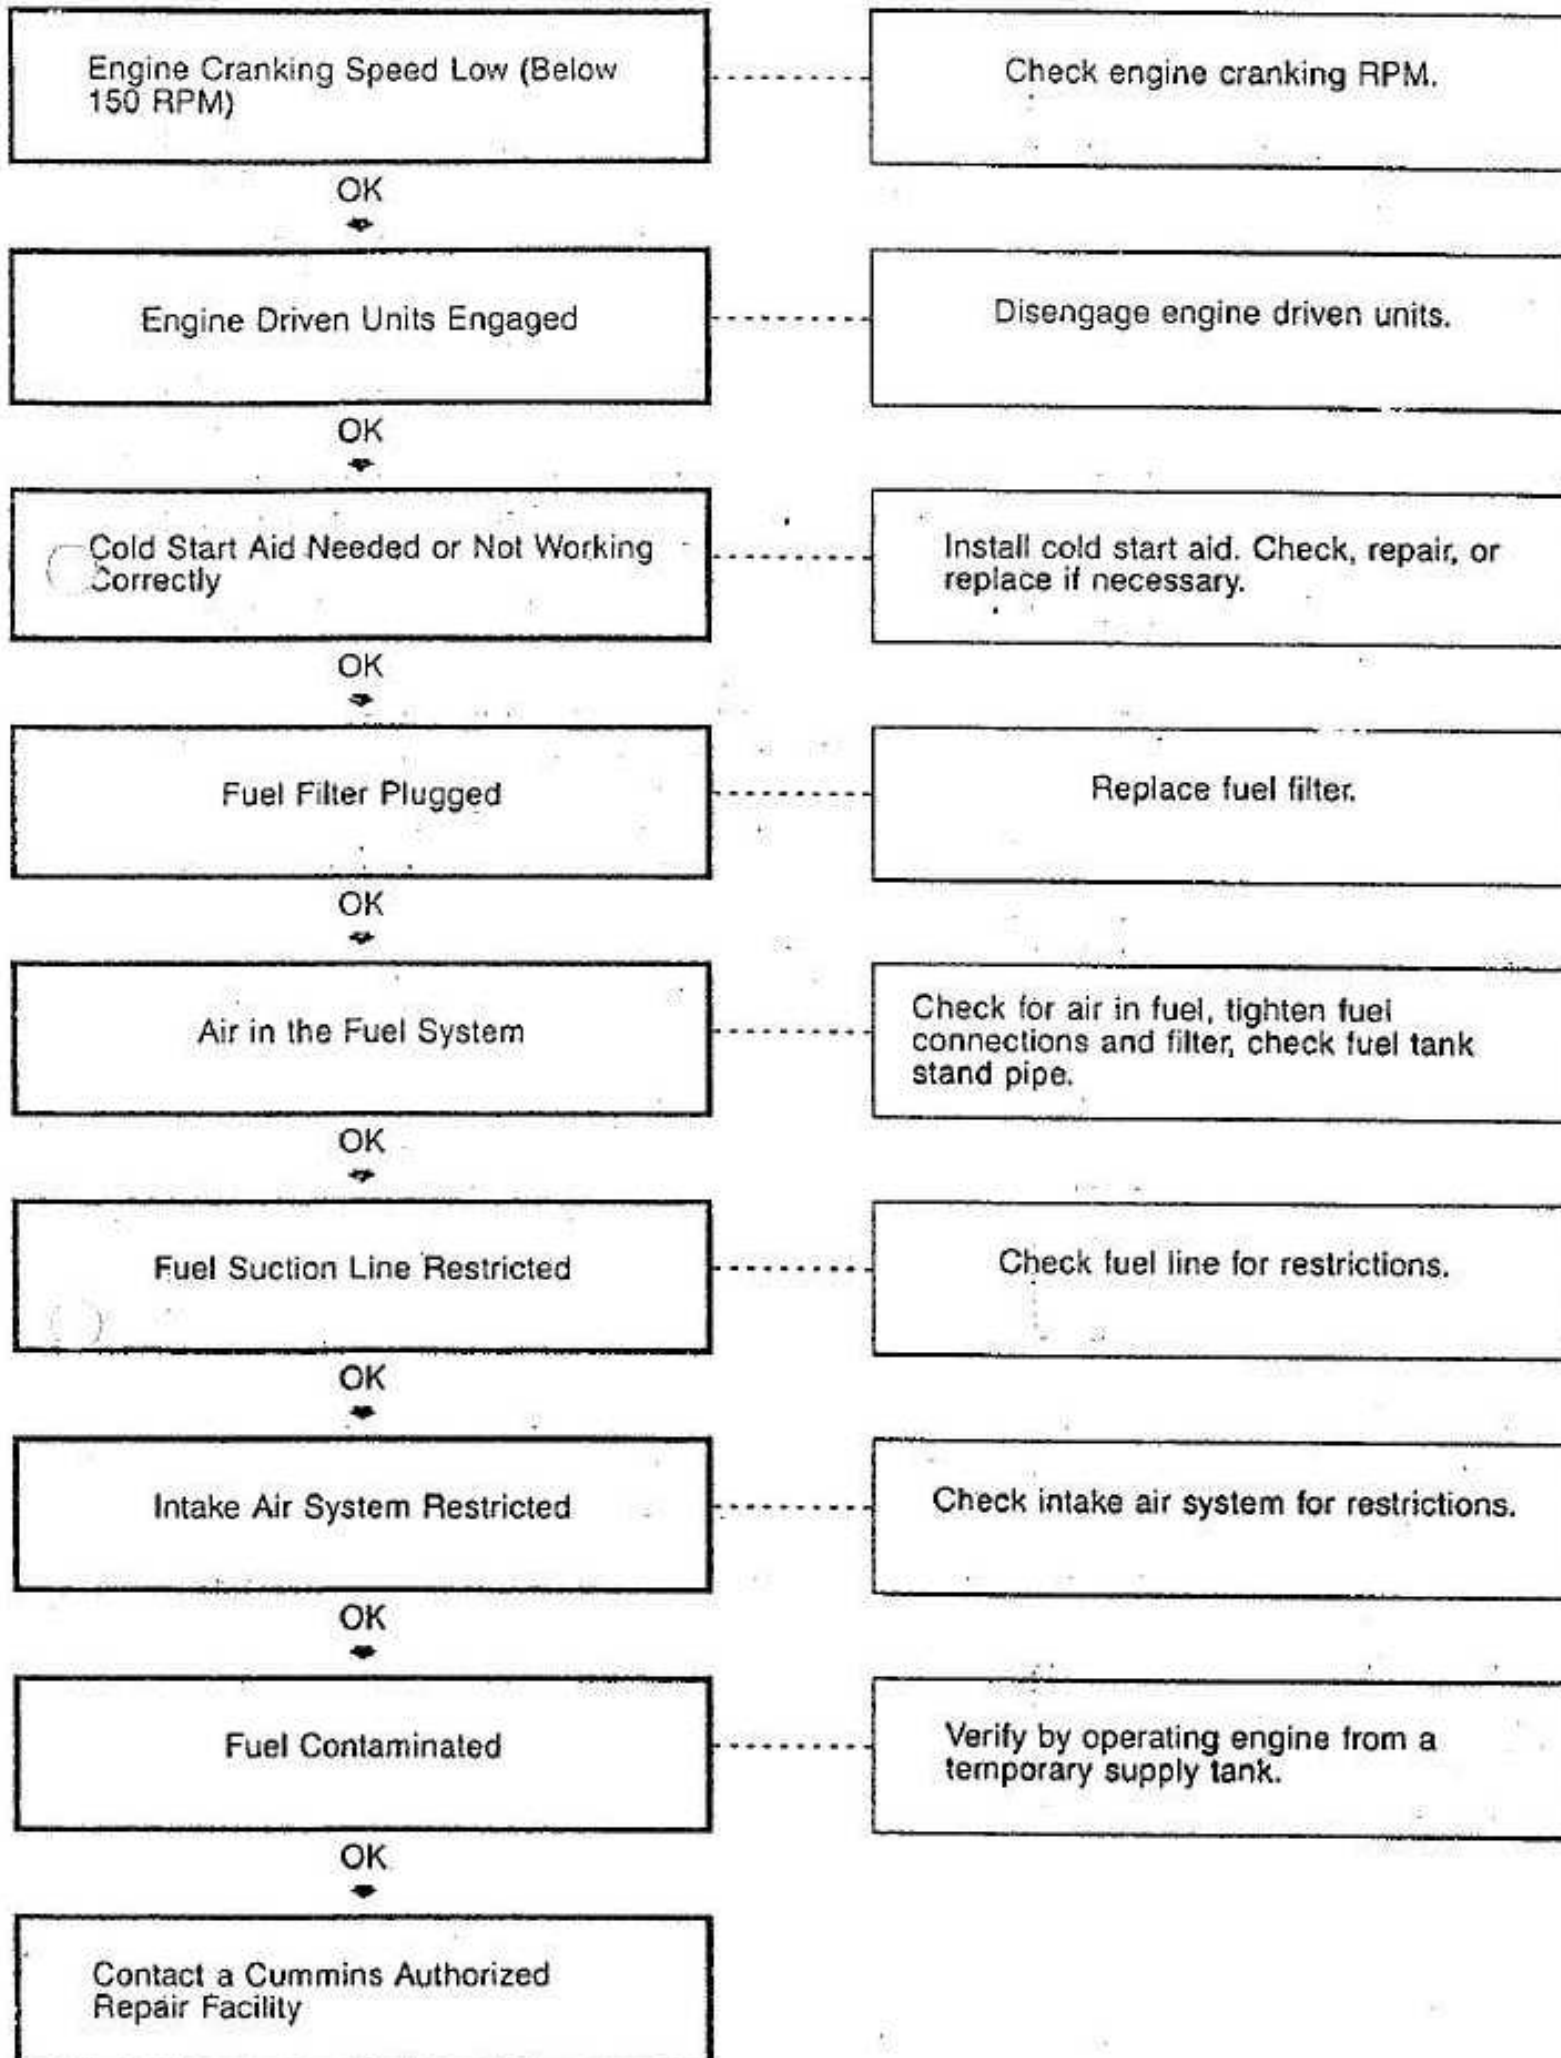 Engine Cranking Speed Low (Below
150 RPM)
Check engine cranking RPM.
OK
Engine Driven Units Engaged
Disengage engine driven units.
OK
Cold Start Aid Needed or Not Working
Correctly
Install cold start aid. Check, repair, or
replace if necessary.
OK
Fuel Filter Plugged
Replace fuel filter.
OK
Air in the Fuel System
Check for air in fuel, tighten fuel
connections and filter, check fuel tank
stand pipe.
OK
Fuel Suction Line Restricted
Check fuel line for restrictions.
OK
Intake Air System Restricted
Check intake air system for restrictions.
OK
Fuel Contaminated
Verify by operating engine from a
temporary supply tank.
OK
Contact a Cummins Authorized
Repair Facility